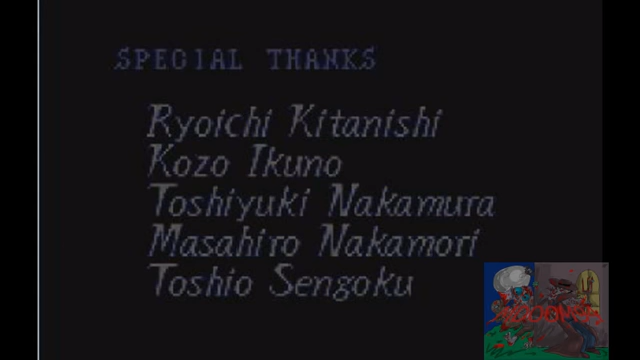 SPECIAL THANKS
Ryoichi Kitanishi
Kozo Ikuno
Toshiyuki Nakamura
Masahiro Nakamori
Toshio Sengoku